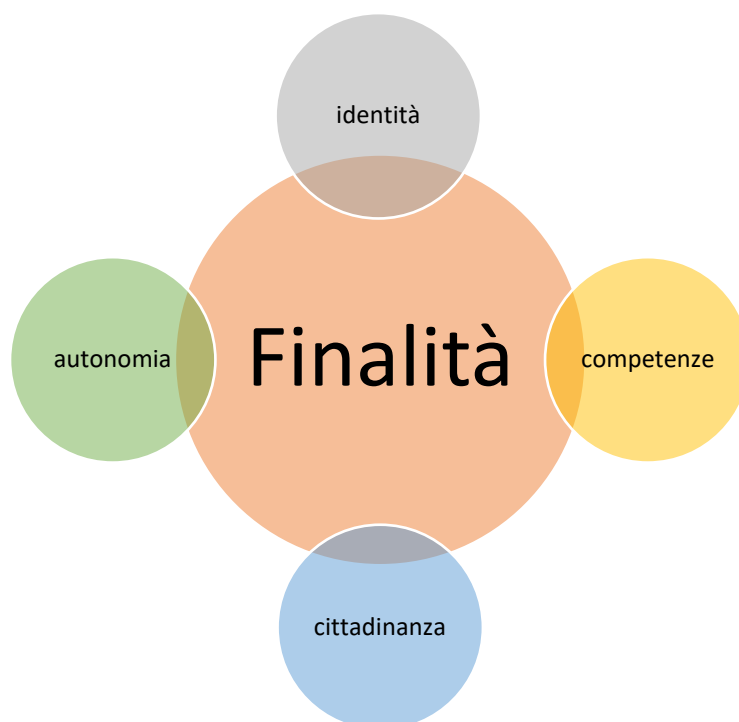 identità
autonomia
Finalità
competenze
cittadinanza